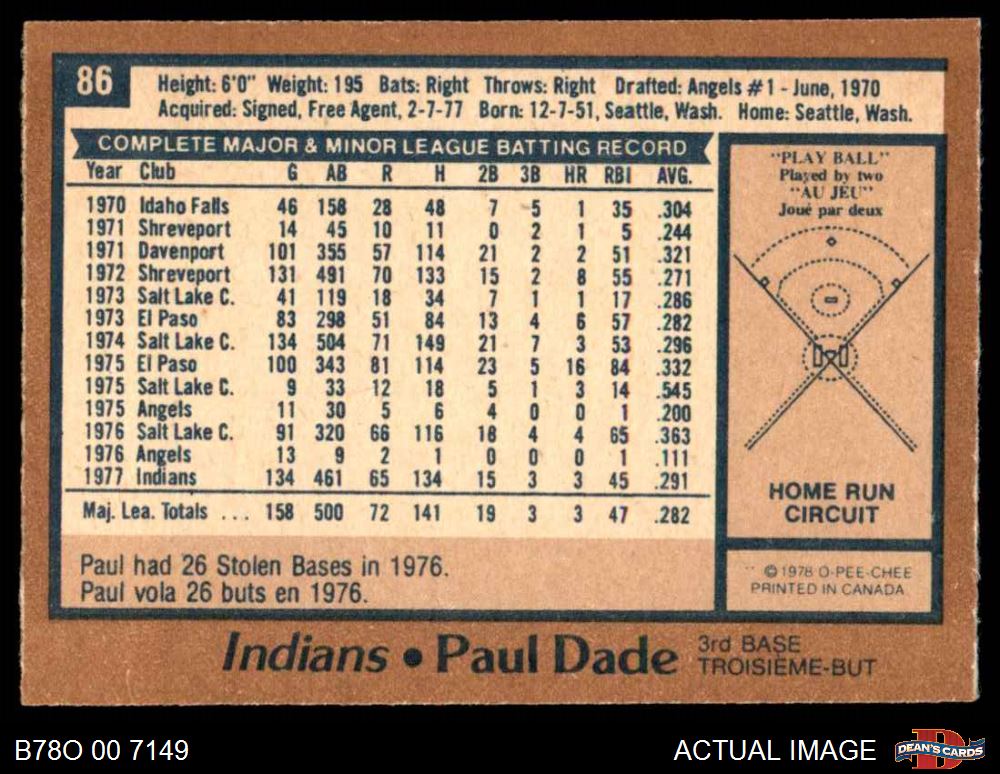 86
Height: 6'0" Weight: 195 Bats: Right Throws: Right Drafted: Angels #1 - June, 1970
Acquired: Signed, Free Agent, 2-7-77 Born: 12-7-51, Seattle, Wash. Home: Seattle, Wash.
COMPLETE MAJOR & MINOR LEAGUE BATTING RECORD
Year Club G AB R H 2B 3B HR RBI AVG.
1970 Idaho Falls 46 158 28 48 7 5 1 35 .304
1971 Shreveport 14 45 10 11 0 2 1 5 .244
1971 Davenport 101 355 57 114 21 2 2 51 .321
1972 Shreveport 131 491 70 133 15 2 8 55 .271
1973 Salt Lake C. 41 119 18 34 7 1 1 17 .286
1973 El Paso 83 298 51 84 13 4 6 57 .282
1974 Salt Lake C. 134 504 71 149 21 7 3 53 .296
1975 El Paso 100 343 81 114 23 5 16 84 .332
1975 Salt Lake C. 9 33 12 18 5 1 3 14 .545
1975 Angels 11 30 5 6 4 0 0 1 .200
1976 Salt Lake C. 91 320 66 116 18 4 4 65 .363
1976 Angels 13 9 2 1 0 0 0 1 .111
1977 Indians 134 461 65 134 15 3 3 45 .291
Maj. Lea. Totals ... 158 500 72 141 19 3 3 47 .282
Paul had 26 Stolen Bases in 1976.
Paul vola 26 buts en 1976.
"PLAY BALL"
Played by two
"AU JEU"
Joué par deux
HOME RUN
CIRCUIT
© 1978 O-PEE-CHEE
PRINTED IN CANADA
Indians • Paul Dade
3rd BASE
TROISIÈME-BUT
B78O 00 7149
ACTUAL IMAGE
DEAN'S CARDS